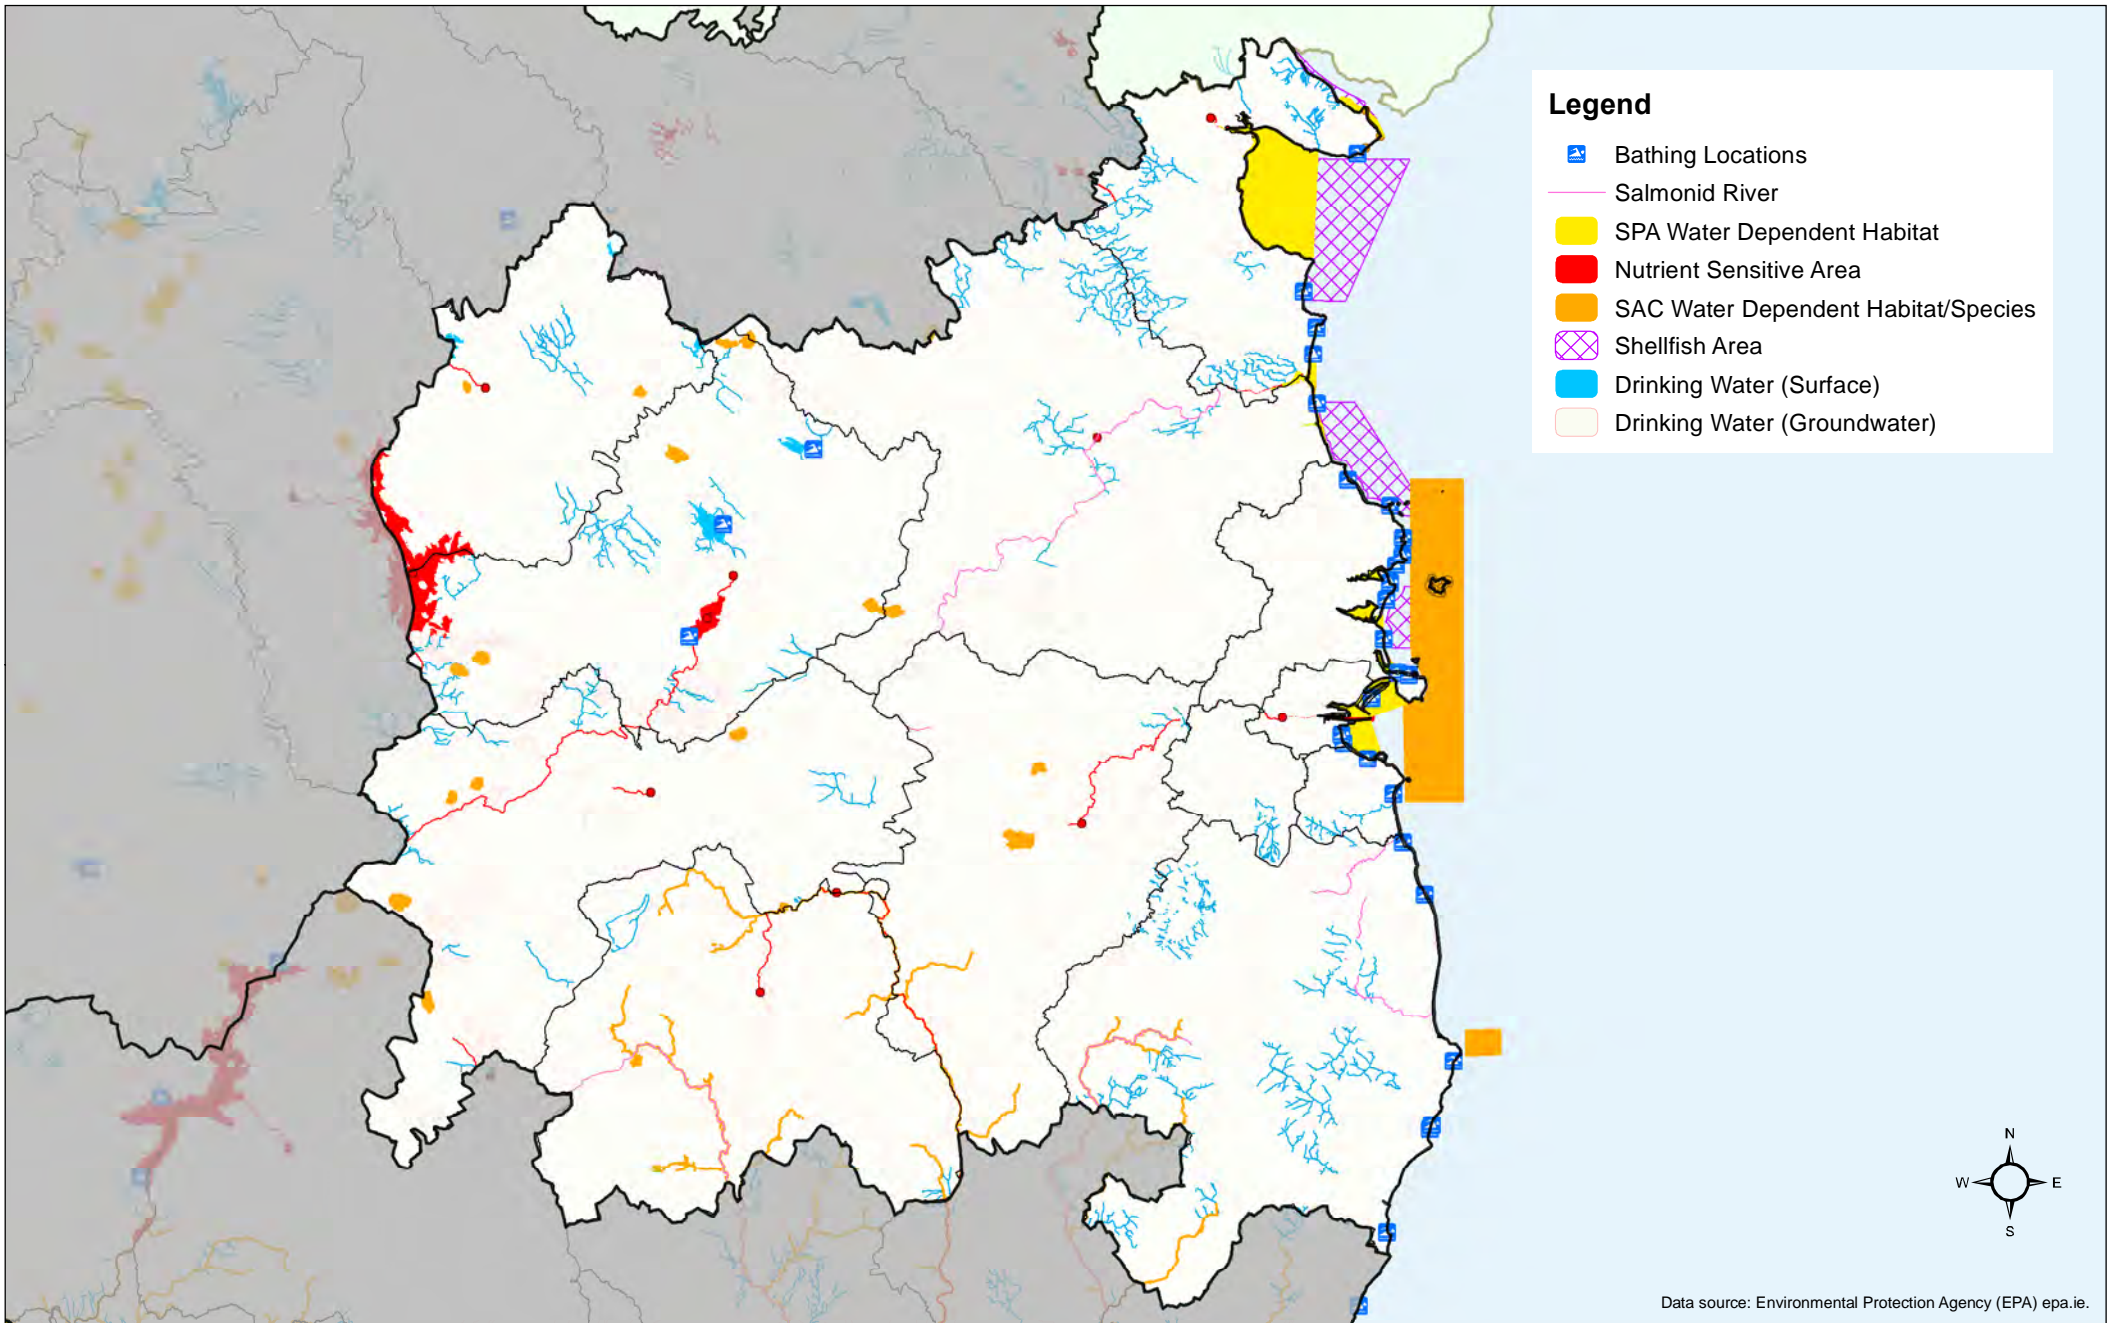 Legend
Bathing Locations
Salmonid River
SPA Water Dependent Habitat
Nutrient Sensitive Area
SAC Water Dependent Habitat/Species
Shellfish Area
Drinking Water (Surface)
Drinking Water (Groundwater)
N
W E
S
Data source: Environmental Protection Agency (EPA) epa.ie.